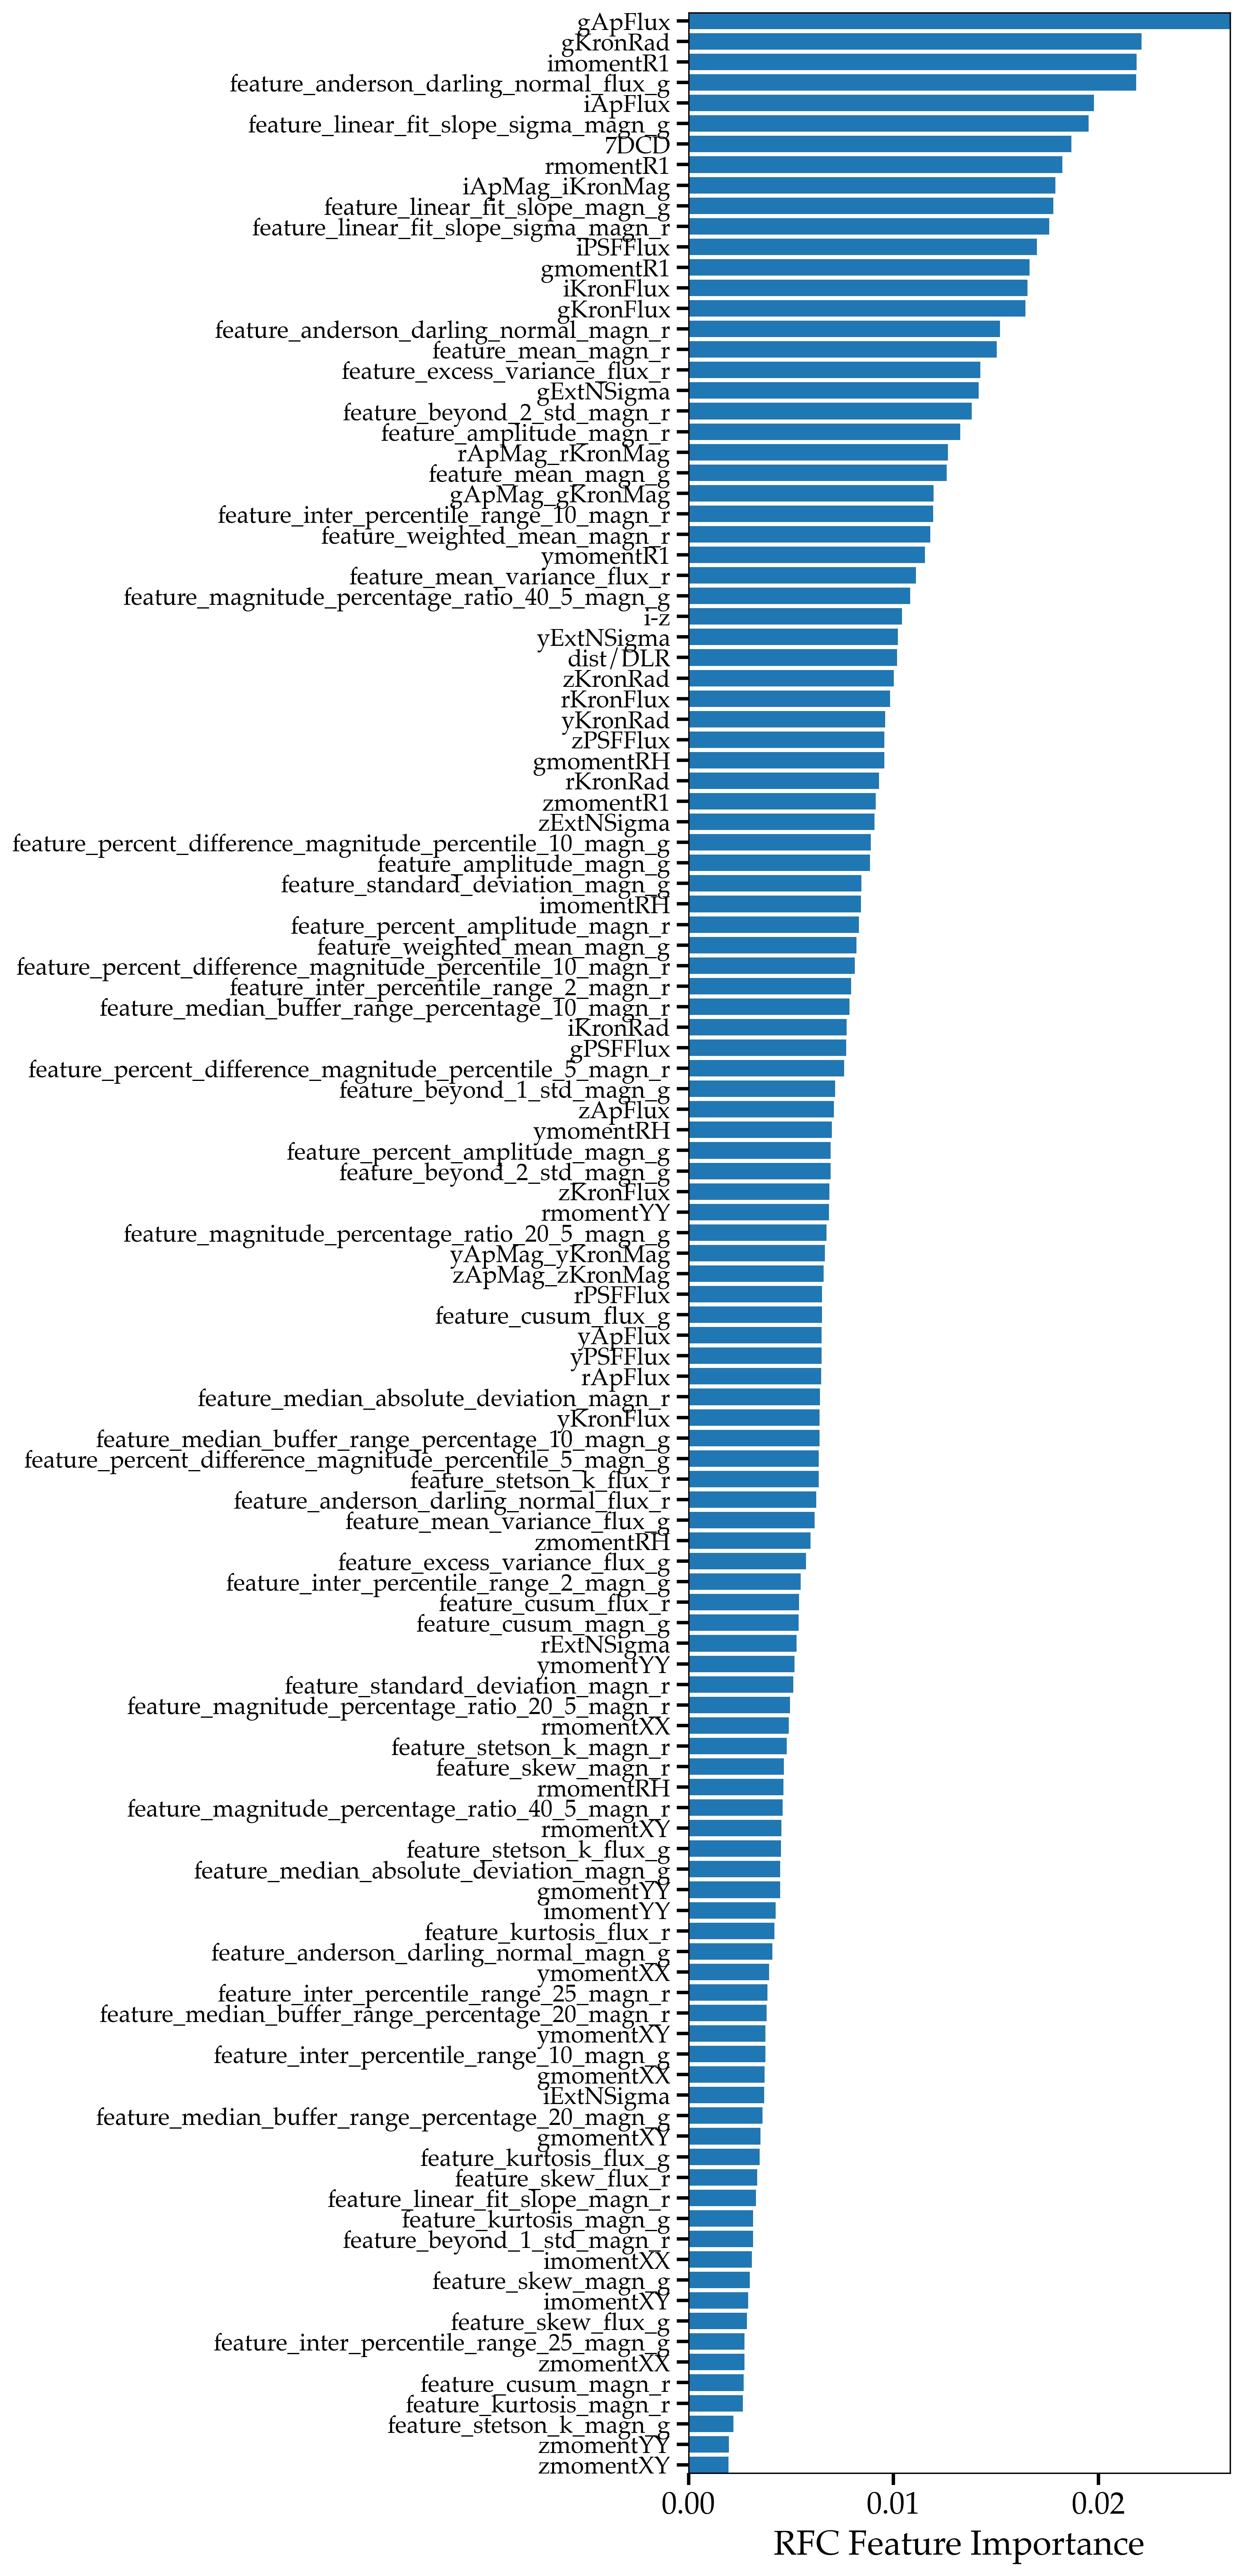 gApFlux
gKronRad
imomentR1
feature_anderson_darling_normal_flux_g
iApFlux
feature_linear_fit_slope_sigma_magn_g
7DCD
rmomentR1
iApMag_iKronMag
feature_linear_fit_slope_magn_g
feature_linear_fit_slope_sigma_magn_r
iPSFFlux
gmomentR1
iKronFlux
gKronFlux
feature_anderson_darling_normal_magn_r
feature_mean_magn_r
feature_excess_variance_flux_r
gExtNSigma
feature_beyond_2_std_magn_r
feature_amplitude_magn_r
rApMag_rKronMag
feature_mean_magn_g
gApMag_gKronMag
feature_inter_percentile_range_10_magn_r
feature_weighted_mean_magn_r
ymomentR1
feature_mean_variance_flux_r
feature_magnitude_percentage_ratio_40_5_magn_g
i-z
yExtNSigma
dist/DLR
zKronRad
rKronFlux
yKronRad
zPSFFlux
gmomentRH
rKronRad
zmomentR1
zExtNSigma
feature_percent_difference_magnitude_percentile_10_magn_g
feature_amplitude_magn_g
feature_standard_deviation_magn_g
imomentRH
feature_percent_amplitude_magn_r
feature_weighted_mean_magn_g
feature_percent_difference_magnitude_percentile_10_magn_r
feature_inter_percentile_range_2_magn_r
feature_median_buffer_range_percentage_10_magn_r
iKronRad
gPSFFlux
feature_percent_difference_magnitude_percentile_5_magn_r
feature_beyond_1_std_magn_g
zApFlux
ymomentRH
feature_percent_amplitude_magn_g
feature_beyond_2_std_magn_g
zKronFlux
rmomentYY
feature_magnitude_percentage_ratio_20_5_magn_g
yApMag_yKronMag
zApMag_zKronMag
rPSFFlux
feature_cusum_flux_g
yApFlux
yPSFFlux
rApFlux
feature_median_absolute_deviation_magn_r
yKronFlux
feature_median_buffer_range_percentage_10_magn_g
feature_percent_difference_magnitude_percentile_5_magn_g
feature_stetson_k_flux_r
feature_anderson_darling_normal_flux_r
feature_mean_variance_flux_g
zmomentRH
feature_excess_variance_flux_g
feature_inter_percentile_range_2_magn_g
feature_cusum_flux_r
feature_cusum_magn_g
rExtNSigma
ymomentYY
feature_standard_deviation_magn_r
feature_magnitude_percentage_ratio_20_5_magn_r
rmomentXX
feature_stetson_k_magn_r
feature_skew_magn_r
rmomentRH
feature_magnitude_percentage_ratio_40_5_magn_r
rmomentXY
feature_stetson_k_flux_g
feature_median_absolute_deviation_magn_g
gmomentYY
imomentYY
feature_kurtosis_flux_r
feature_anderson_darling_normal_magn_g
ymomentXX
feature_inter_percentile_range_25_magn_r
feature_median_buffer_range_percentage_20_magn_r
ymomentXY
feature_inter_percentile_range_10_magn_g
gmomentXX
iExtNSigma
feature_median_buffer_range_percentage_20_magn_g
gmomentXY
feature_kurtosis_flux_g
feature_skew_flux_r
feature_linear_fit_slope_magn_r
feature_kurtosis_magn_g
feature_beyond_1_std_magn_r
imomentXX
feature_skew_magn_g
imomentXY
feature_skew_flux_g
feature_inter_percentile_range_25_magn_g
zmomentXX
feature_cusum_magn_r
feature_kurtosis_magn_r
feature_stetson_k_magn_g
zmomentYY
zmomentXY
0.00 0.01 0.02
RFC Feature Importance